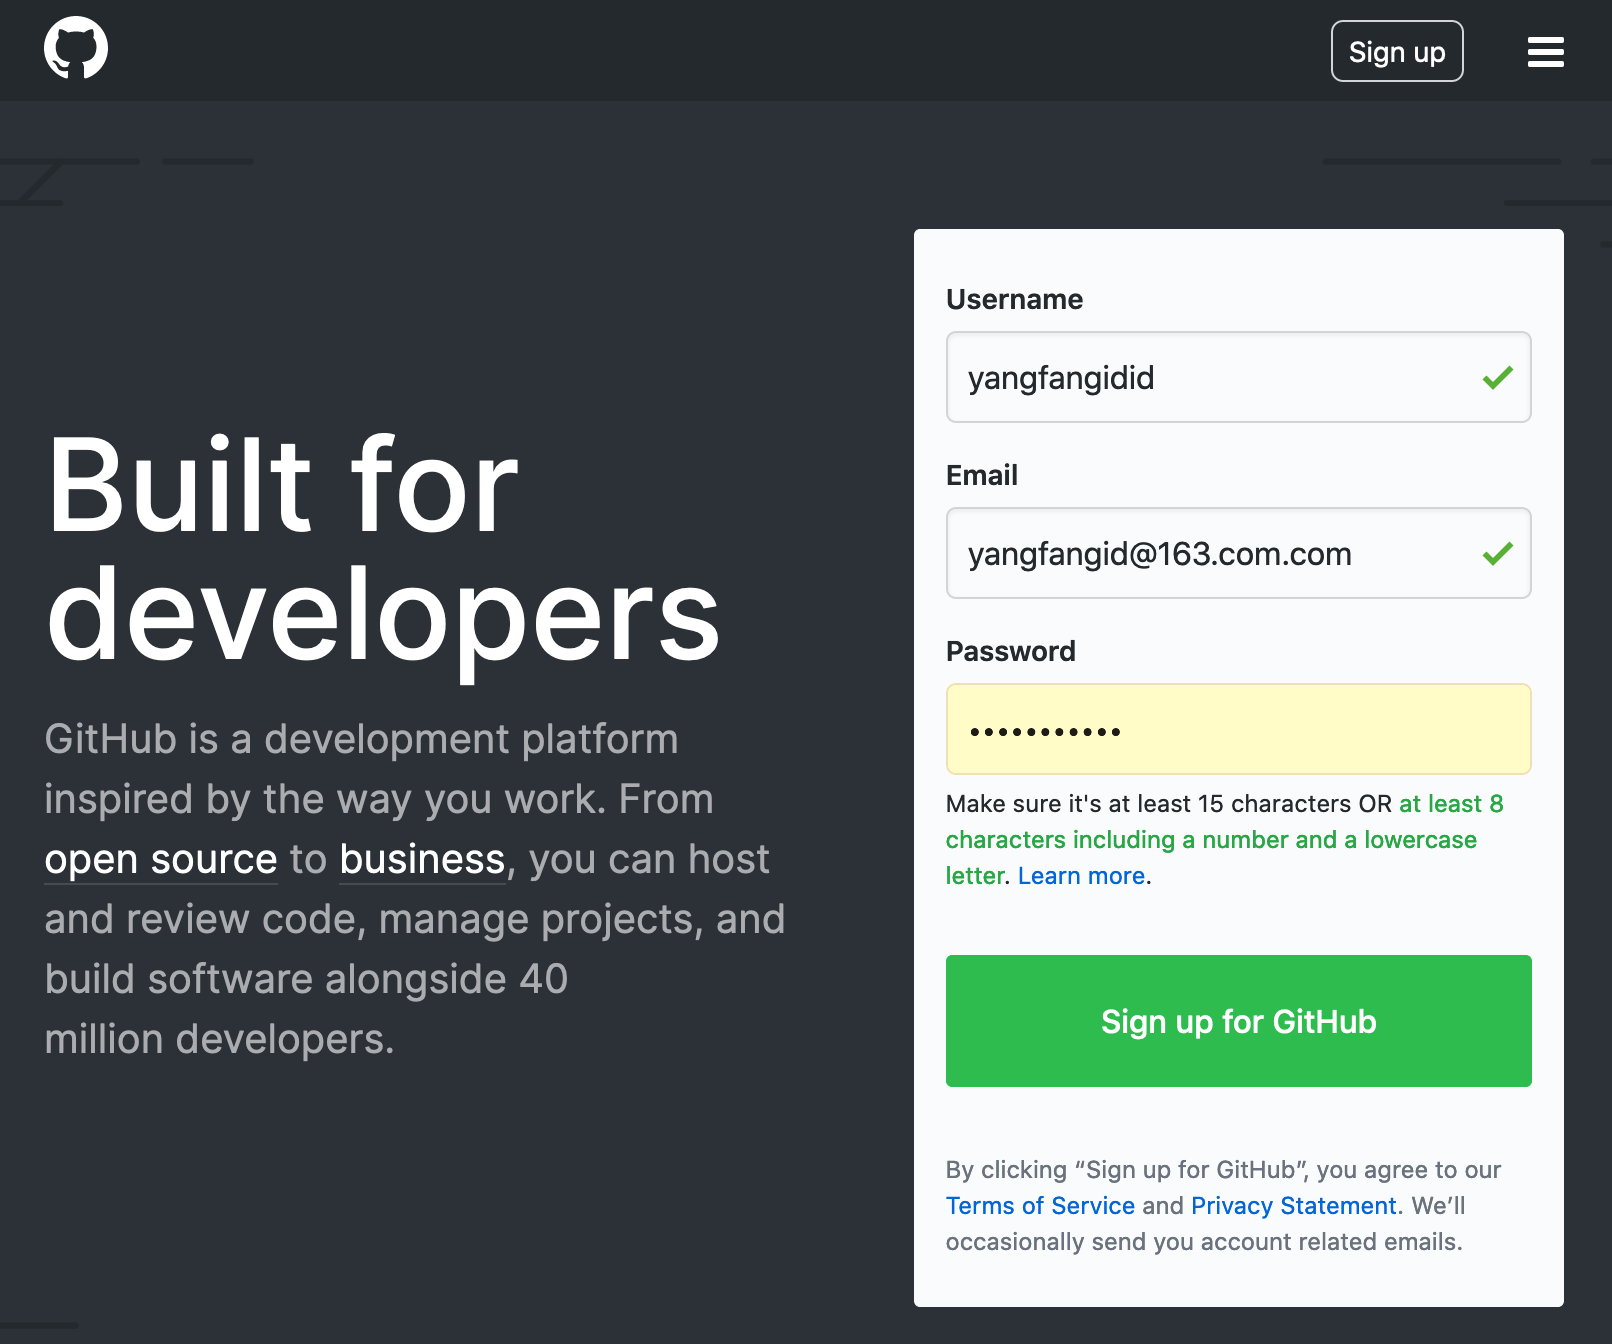 Sign up
Built for
developers
GitHub is a development platform
inspired by the way you work. From
open source to business, you can host
and review code, manage projects, and
build software alongside 40
million developers.
Username
yangfangidid
Email
yangfangid@163.com.com
Password
•••••••••••
Make sure it's at least 15 characters OR at least 8
characters including a number and a lowercase
letter. Learn more.
Sign up for GitHub
By clicking “Sign up for GitHub”, you agree to our
Terms of Service and Privacy Statement. We’ll
occasionally send you account related emails.